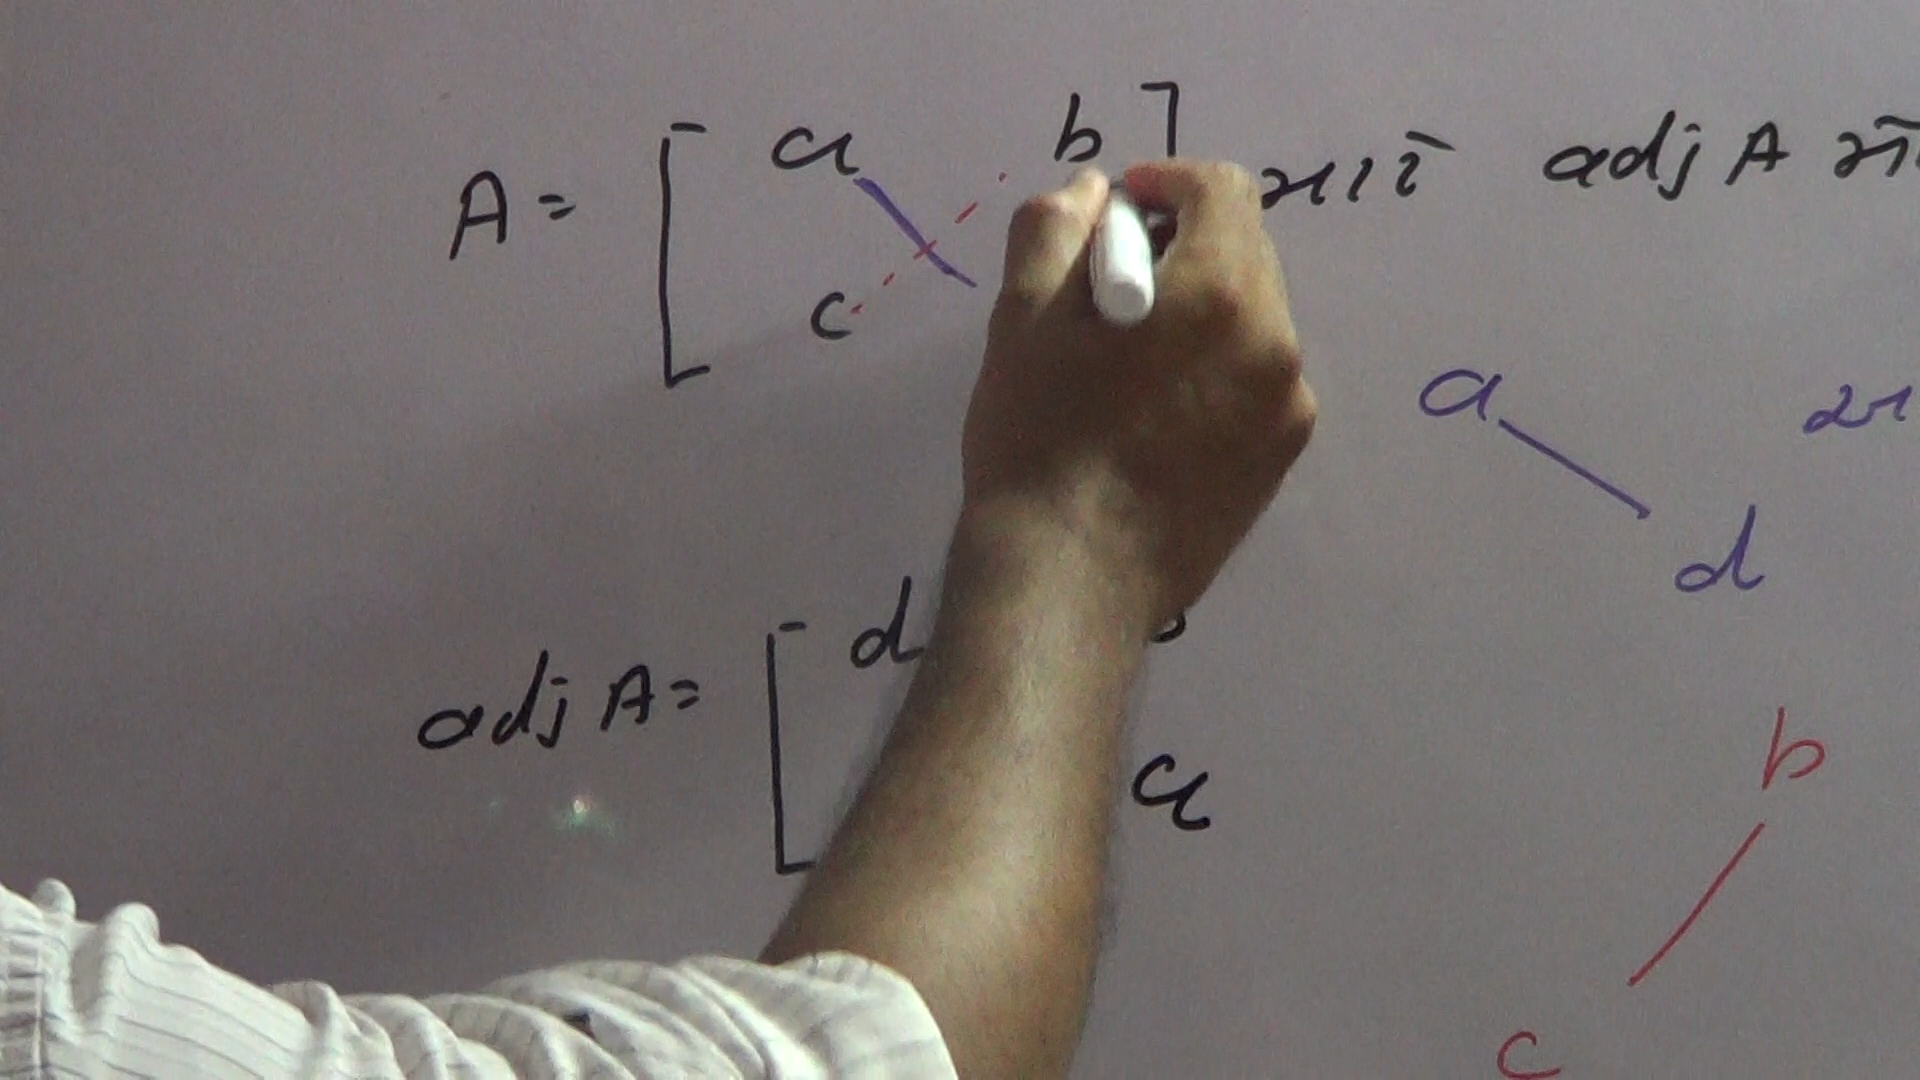 A = [ a b ] adj A
c
a
d
adj A = [ d
a
b
c